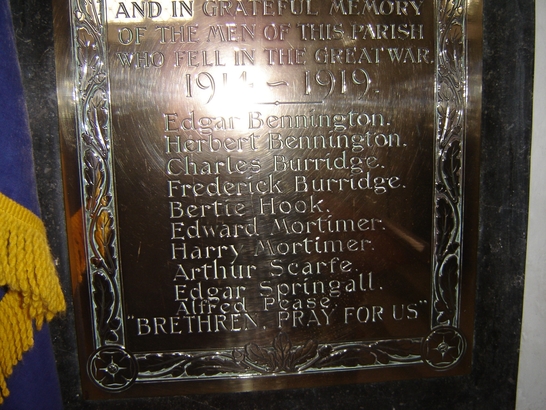 AND IN GRATEFUL MEMORY
OF THE MEN OF THIS PARISH
WHO FELL IN THE GREAT WAR.
1914 ~ 1919.
Edgar Bennington.
Herbert Bennington.
Charles Burridge.
Frederick Burridge.
Bertie Hook.
Edward Mortimer.
Harry Mortimer.
Arthur Scarfe.
Edgar Springall.
Alfred Pease.
"BRETHREN, PRAY FOR US"